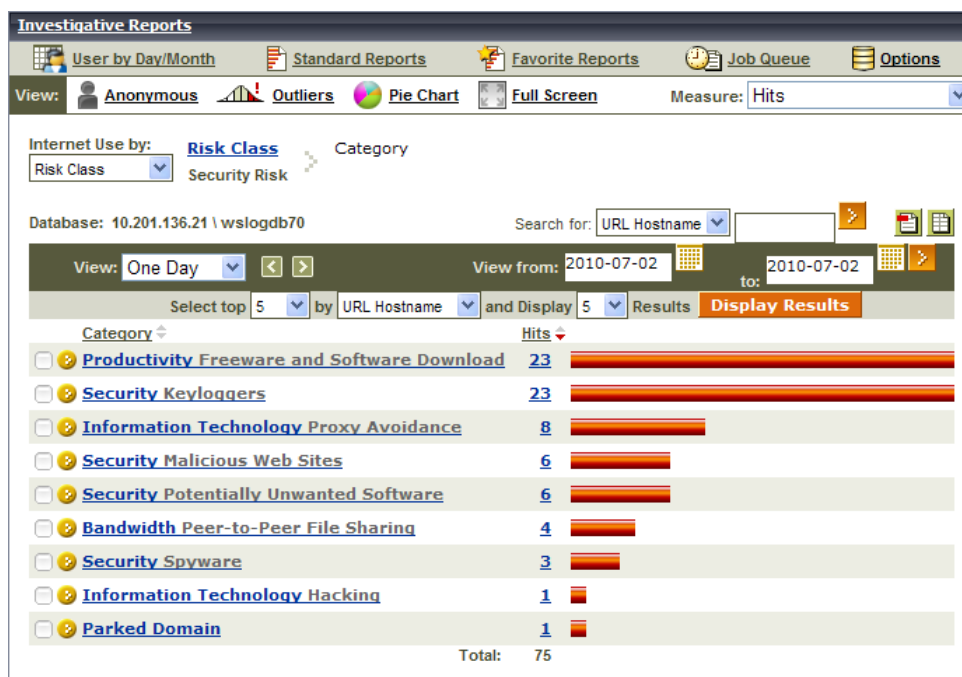 Investigative Reports
User by Day/Month Standard Reports Favorite Reports Job Queue Options
View: Anonymous Outliers Pie Chart Full Screen Measure: Hits
Internet Use by: Risk Class Category
Risk Class Security Risk
Database: 10.201.136.21 \ wslogdb70 Search for: URL Hostname
View: One Day View from: 2010-07-02 to: 2010-07-02
Select top 5 by URL Hostname and Display 5 Results Display Results
Category Hits
Productivity Freeware and Software Download 23
Security Keyloggers 23
Information Technology Proxy Avoidance 8
Security Malicious Web Sites 6
Security Potentially Unwanted Software 6
Bandwidth Peer-to-Peer File Sharing 4
Security Spyware 3
Information Technology Hacking 1
Parked Domain 1
Total: 75